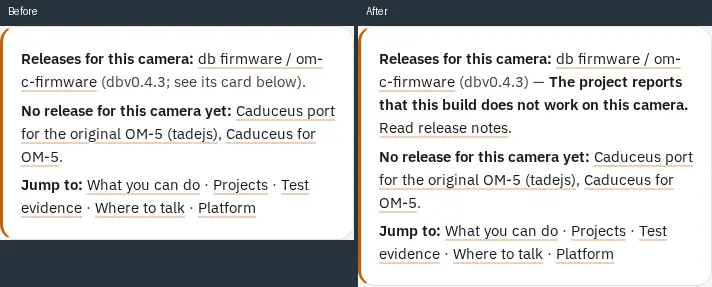 Before
Releases for this camera: db firmware / om-
c-firmware (dbv0.4.3; see its card below).
No release for this camera yet: Caduceus port
for the original OM-5 (tadejs), Caduceus for
OM-5.
Jump to: What you can do · Projects · Test
evidence · Where to talk · Platform
After
Releases for this camera: db firmware / om-
c-firmware (dbv0.4.3) — The project reports
that this build does not work on this camera.
Read release notes.
No release for this camera yet: Caduceus port
for the original OM-5 (tadejs), Caduceus for
OM-5.
Jump to: What you can do · Projects · Test
evidence · Where to talk · Platform